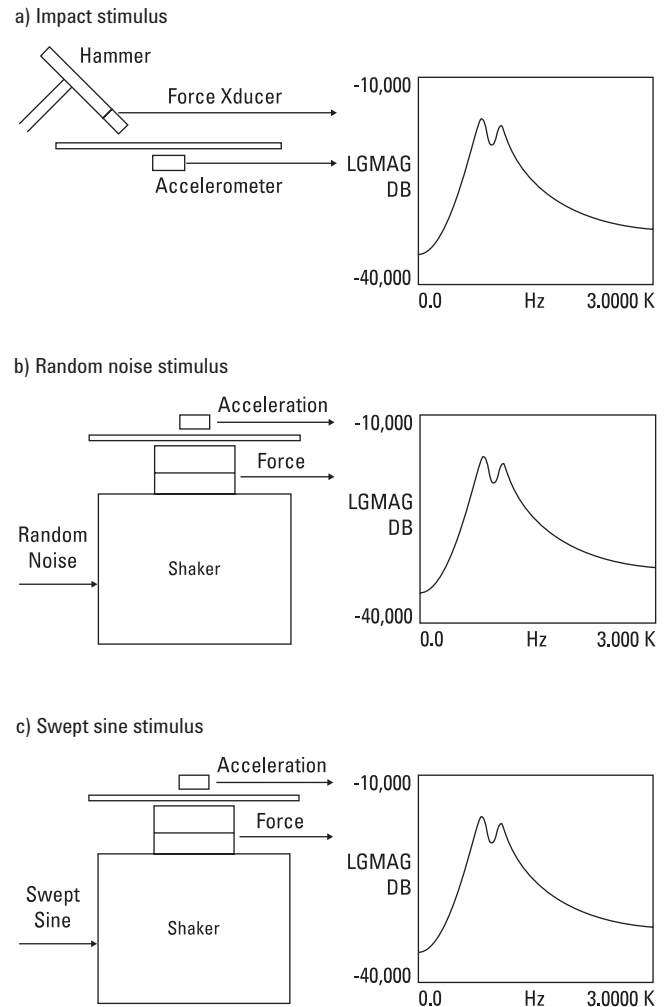 a) Impact stimulus
Hammer
Force Xducer
Accelerometer
-10,000
LGMAG
DB
-40,000
0.0 Hz 3.0000 K
b) Random noise stimulus
Acceleration
Force
Random
Noise
Shaker
-10,000
LGMAG
DB
-40,000
0.0 Hz 3.000 K
c) Swept sine stimulus
Acceleration
Force
Swept
Sine
Shaker
-10,000
LGMAG
DB
-40,000
0.0 Hz 3.0000 K